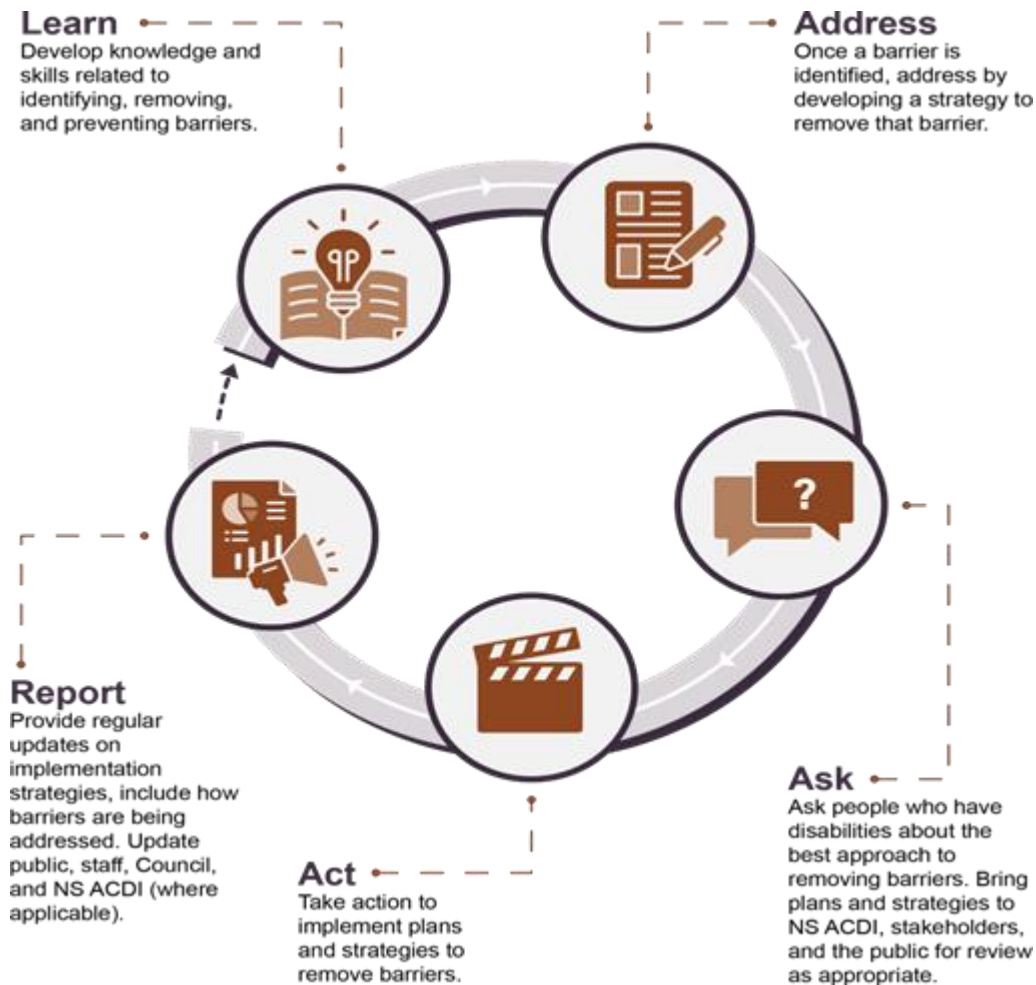 Learn
Develop knowledge and
skills related to
identifying, removing,
and preventing barriers.
Address
Once a barrier is
identified, address by
developing a strategy to
remove that barrier.
?
Ask
Ask people who have
disabilities about the
best approach to
removing barriers. Bring
plans and strategies to
NS ACDI, stakeholders,
and the public for review
as appropriate.
Act
Take action to
implement plans
and strategies to
remove barriers.
Report
Provide regular
updates on
implementation
strategies, include how
barriers are being
addressed. Update
public, staff, Council,
and NS ACDI (where
applicable).